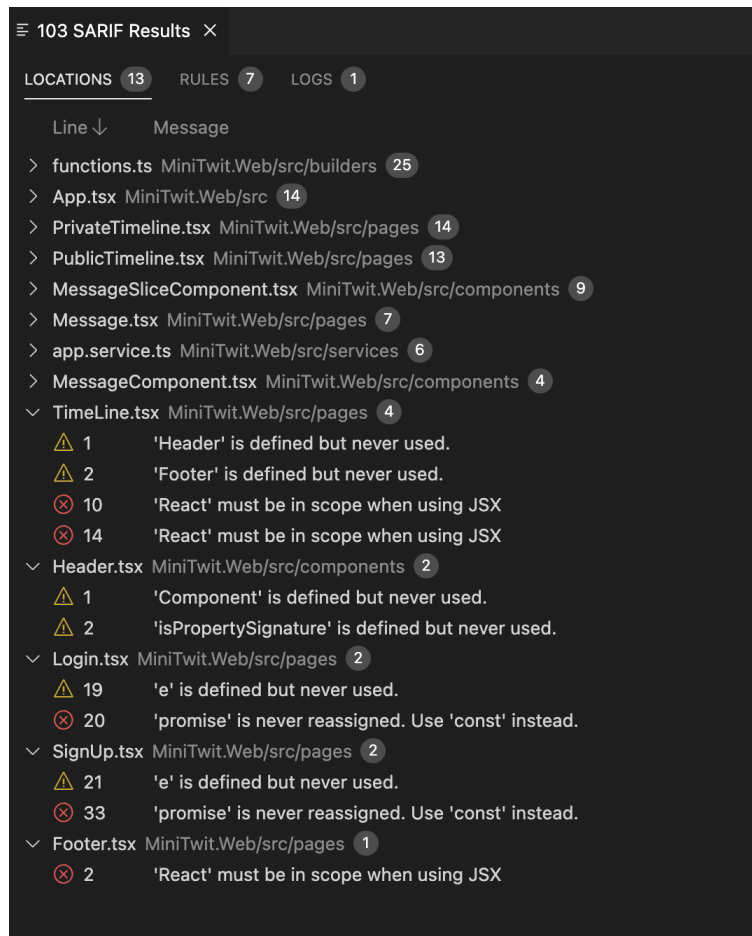 103 SARIF Results
LOCATIONS 13 RULES 7 LOGS 1
Line Message
functions.ts MiniTwit.Web/src/builders 25
App.tsx MiniTwit.Web/src 14
PrivateTimeline.tsx MiniTwit.Web/src/pages 14
PublicTimeline.tsx MiniTwit.Web/src/pages 13
MessageSliceComponent.tsx MiniTwit.Web/src/components 9
Message.tsx MiniTwit.Web/src/pages 7
app.service.ts MiniTwit.Web/src/services 6
MessageComponent.tsx MiniTwit.Web/src/components 4
TimeLine.tsx MiniTwit.Web/src/pages 4
1 'Header' is defined but never used.
2 'Footer' is defined but never used.
10 'React' must be in scope when using JSX
14 'React' must be in scope when using JSX
Header.tsx MiniTwit.Web/src/components 2
1 'Component' is defined but never used.
2 'isPropertySignature' is defined but never used.
Login.tsx MiniTwit.Web/src/pages 2
19 'e' is defined but never used.
20 'promise' is never reassigned. Use 'const' instead.
SignUp.tsx MiniTwit.Web/src/pages 2
21 'e' is defined but never used.
33 'promise' is never reassigned. Use 'const' instead.
Footer.tsx MiniTwit.Web/src/pages 1
2 'React' must be in scope when using JSX